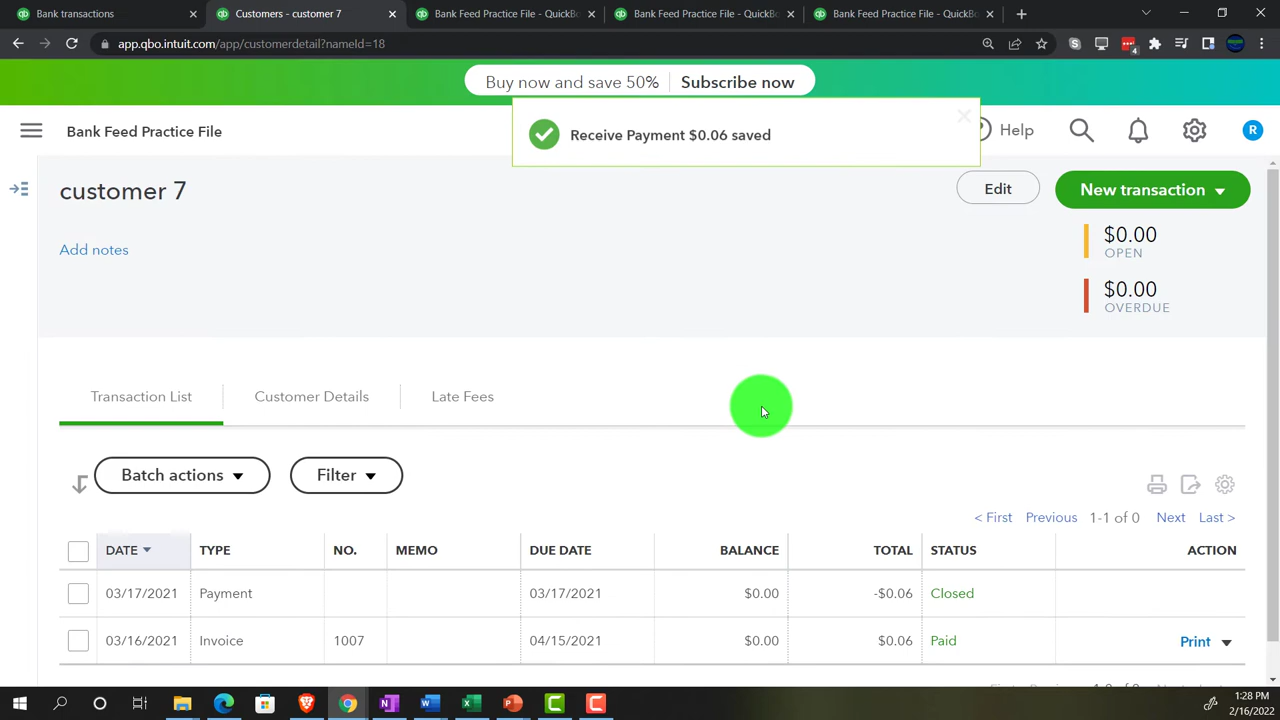 Bank transactions
Customers - customer 7
Bank Feed Practice File - QuickBo
Bank Feed Practice File - QuickBo
Bank Feed Practice File - QuickBo
app.qbo.intuit.com/app/customerdetail?nameId=18
4
Buy now and save 50% Subscribe now
Bank Feed Practice File
Receive Payment $0.06 saved
Help
R
customer 7
Edit
New transaction
Add notes
$0.00
OPEN
$0.00
OVERDUE
Transaction List
Customer Details
Late Fees
Batch actions
Filter
< First Previous 1-1 of 0 Next Last >
DATE TYPE NO. MEMO DUE DATE BALANCE TOTAL STATUS ACTION
03/17/2021 Payment 03/17/2021 $0.00 -$0.06 Closed
03/16/2021 Invoice 1007 04/15/2021 $0.00 $0.06 Paid Print
1:28 PM
2/16/2022